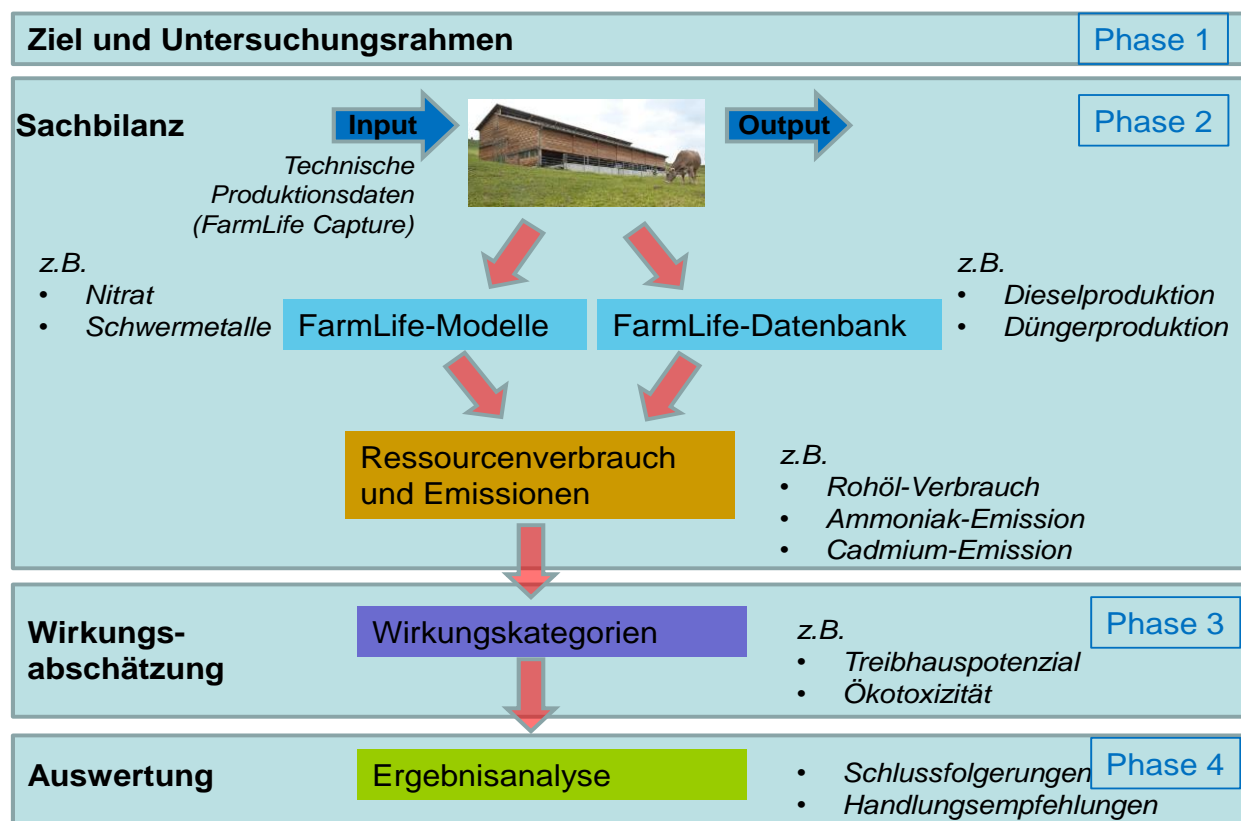 Ziel und Untersuchungsrahmen
Phase 1
Sachbilanz
Input
Output
Phase 2
Technische
Produktionsdaten
(FarmLife Capture)
z.B.
• Nitrat
• Schwermetalle
FarmLife-Modelle
FarmLife-Datenbank
z.B.
• Dieselproduktion
• Düngerproduktion
Ressourcenverbrauch
und Emissionen
z.B.
• Rohöl-Verbrauch
• Ammoniak-Emission
• Cadmium-Emission
Wirkungs-
abschätzung
Wirkungskategorien
z.B.
• Treibhauspotenzial
• Ökotoxizität
Phase 3
Auswertung
Ergebnisanalyse
• Schlussfolgerungen
• Handlungsempfehlungen
Phase 4